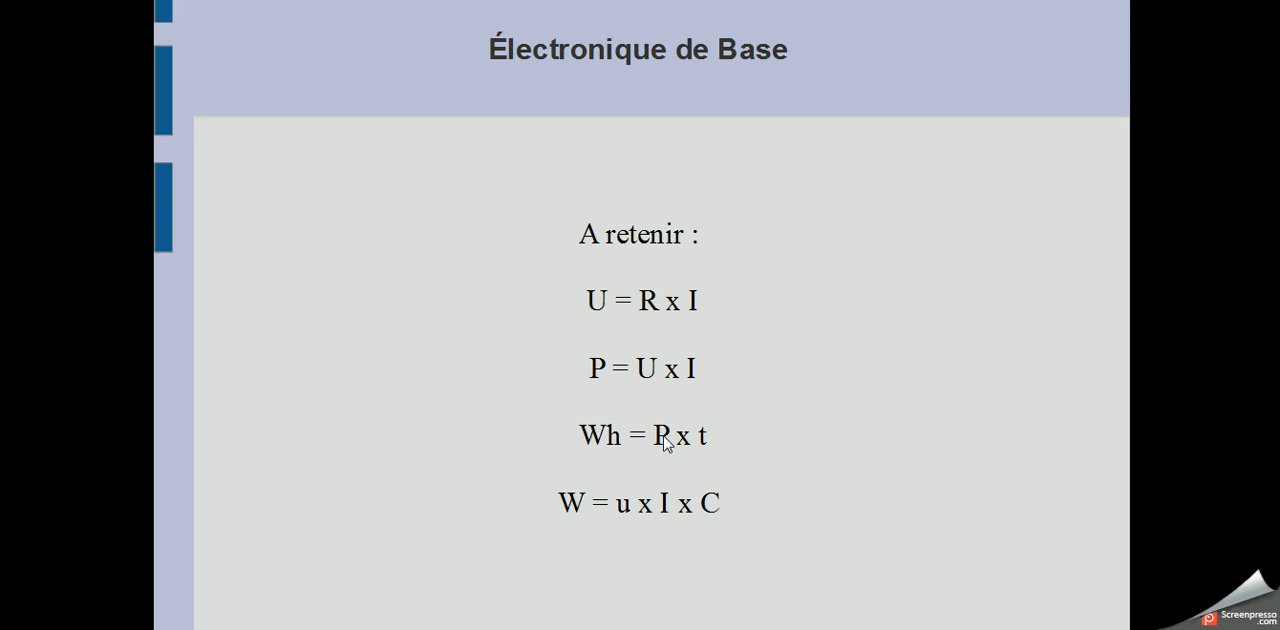 Électronique de Base
A retenir :
U = R x I
P = U x I
Wh = P x t
W = u x I x C
Screenpresso
.com